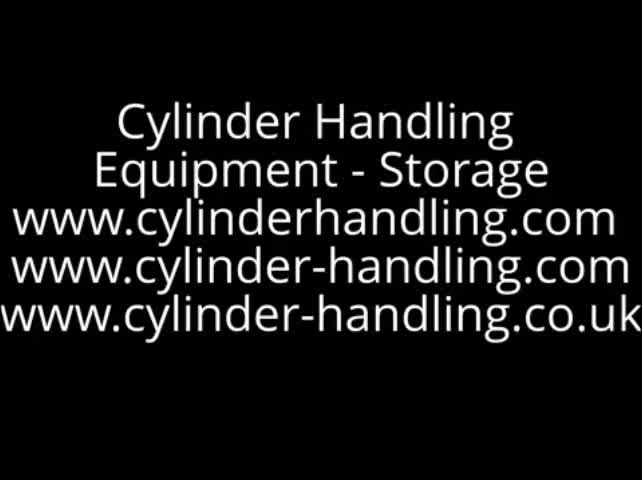 Cylinder Handling
Equipment - Storage
www.cylinderhandling.com
www.cylinder-handling.com
www.cylinder-handling.co.uk